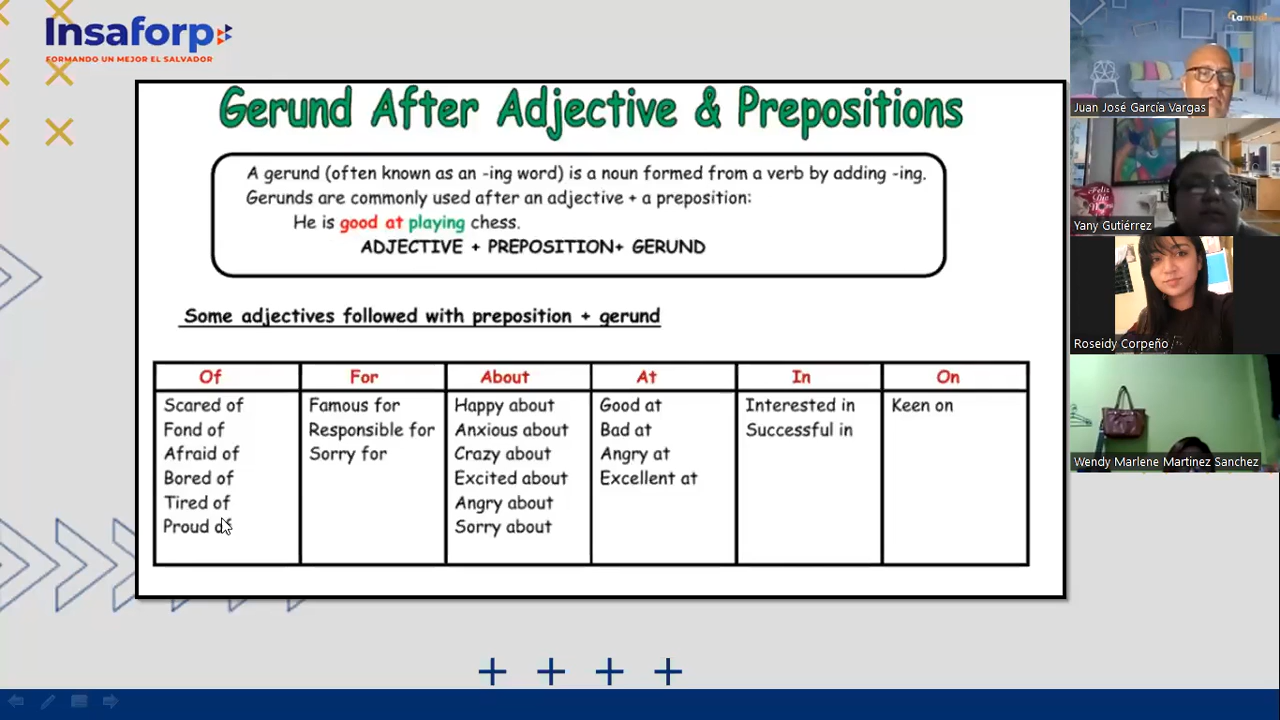 Insaforp
FORMANDO UN MEJOR EL SALVADOR
Gerund After Adjective & Prepositions
A gerund (often known as an -ing word) is a noun formed from a verb by adding -ing.
Gerunds are commonly used after an adjective + a preposition:
He is good at playing chess.
ADJECTIVE + PREPOSITION+ GERUND
Some adjectives followed with preposition + gerund
Of
Scared of
Fond of
Afraid of
Bored of
Tired of
Proud of
For
Famous for
Responsible for
Sorry for
About
Happy about
Anxious about
Crazy about
Excited about
Angry about
Sorry about
At
Good at
Bad at
Angry at
Excellent at
In
Interested in
Successful in
On
Keen on
Juan José García Vargas
Feliz
Yany Gutiérrez
Roseidy Corpeño
Wendy Marlene Martinez Sanchez